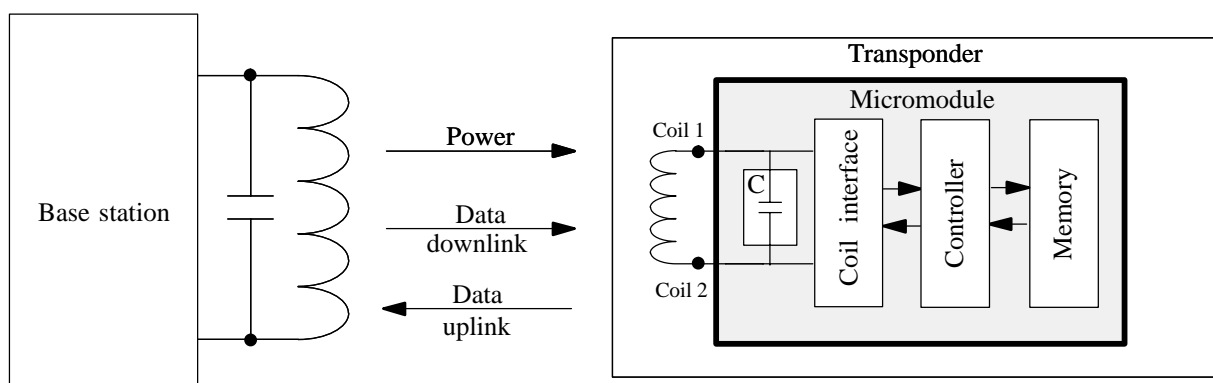 Base station
Power
Data
downlink
Data
uplink
Transponder
Micromodule
Coil 1
C
Coil 2
Coil interface
Controller
Memory